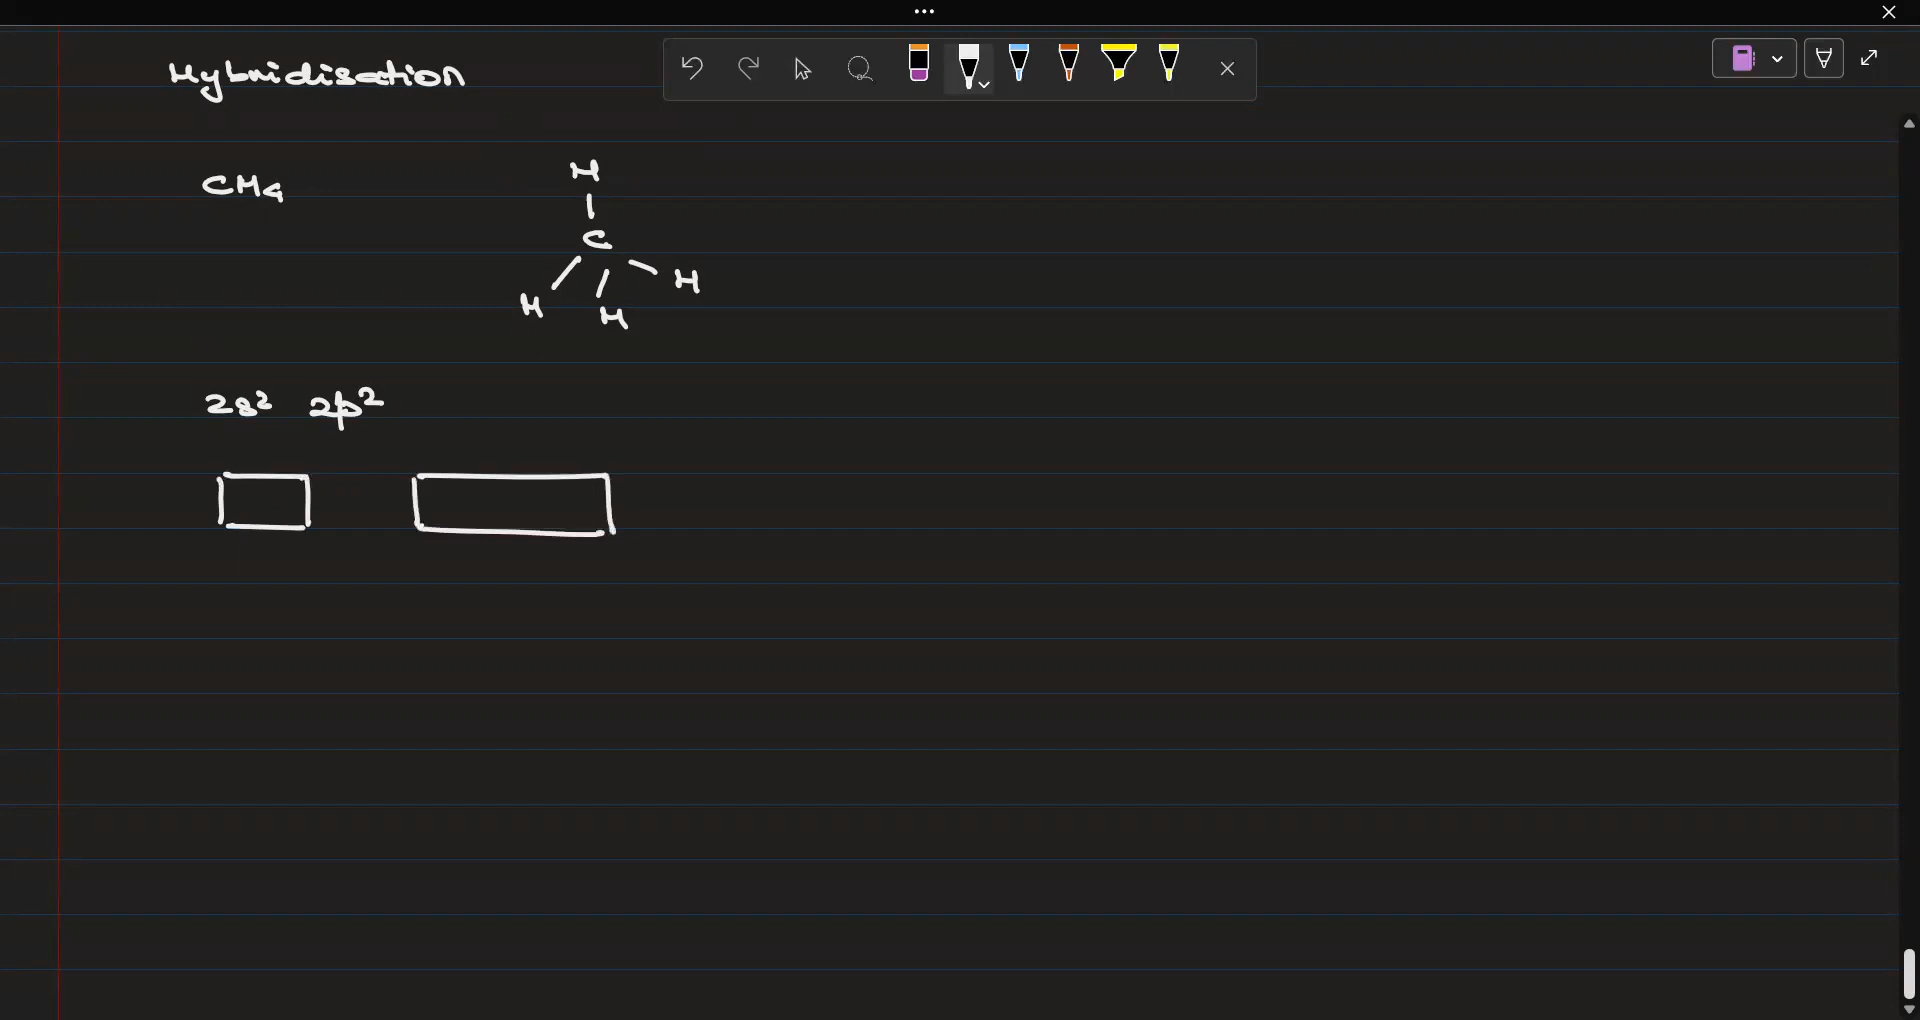 Hybridisation
CH₄
H
C
H H H
2s² 2p²